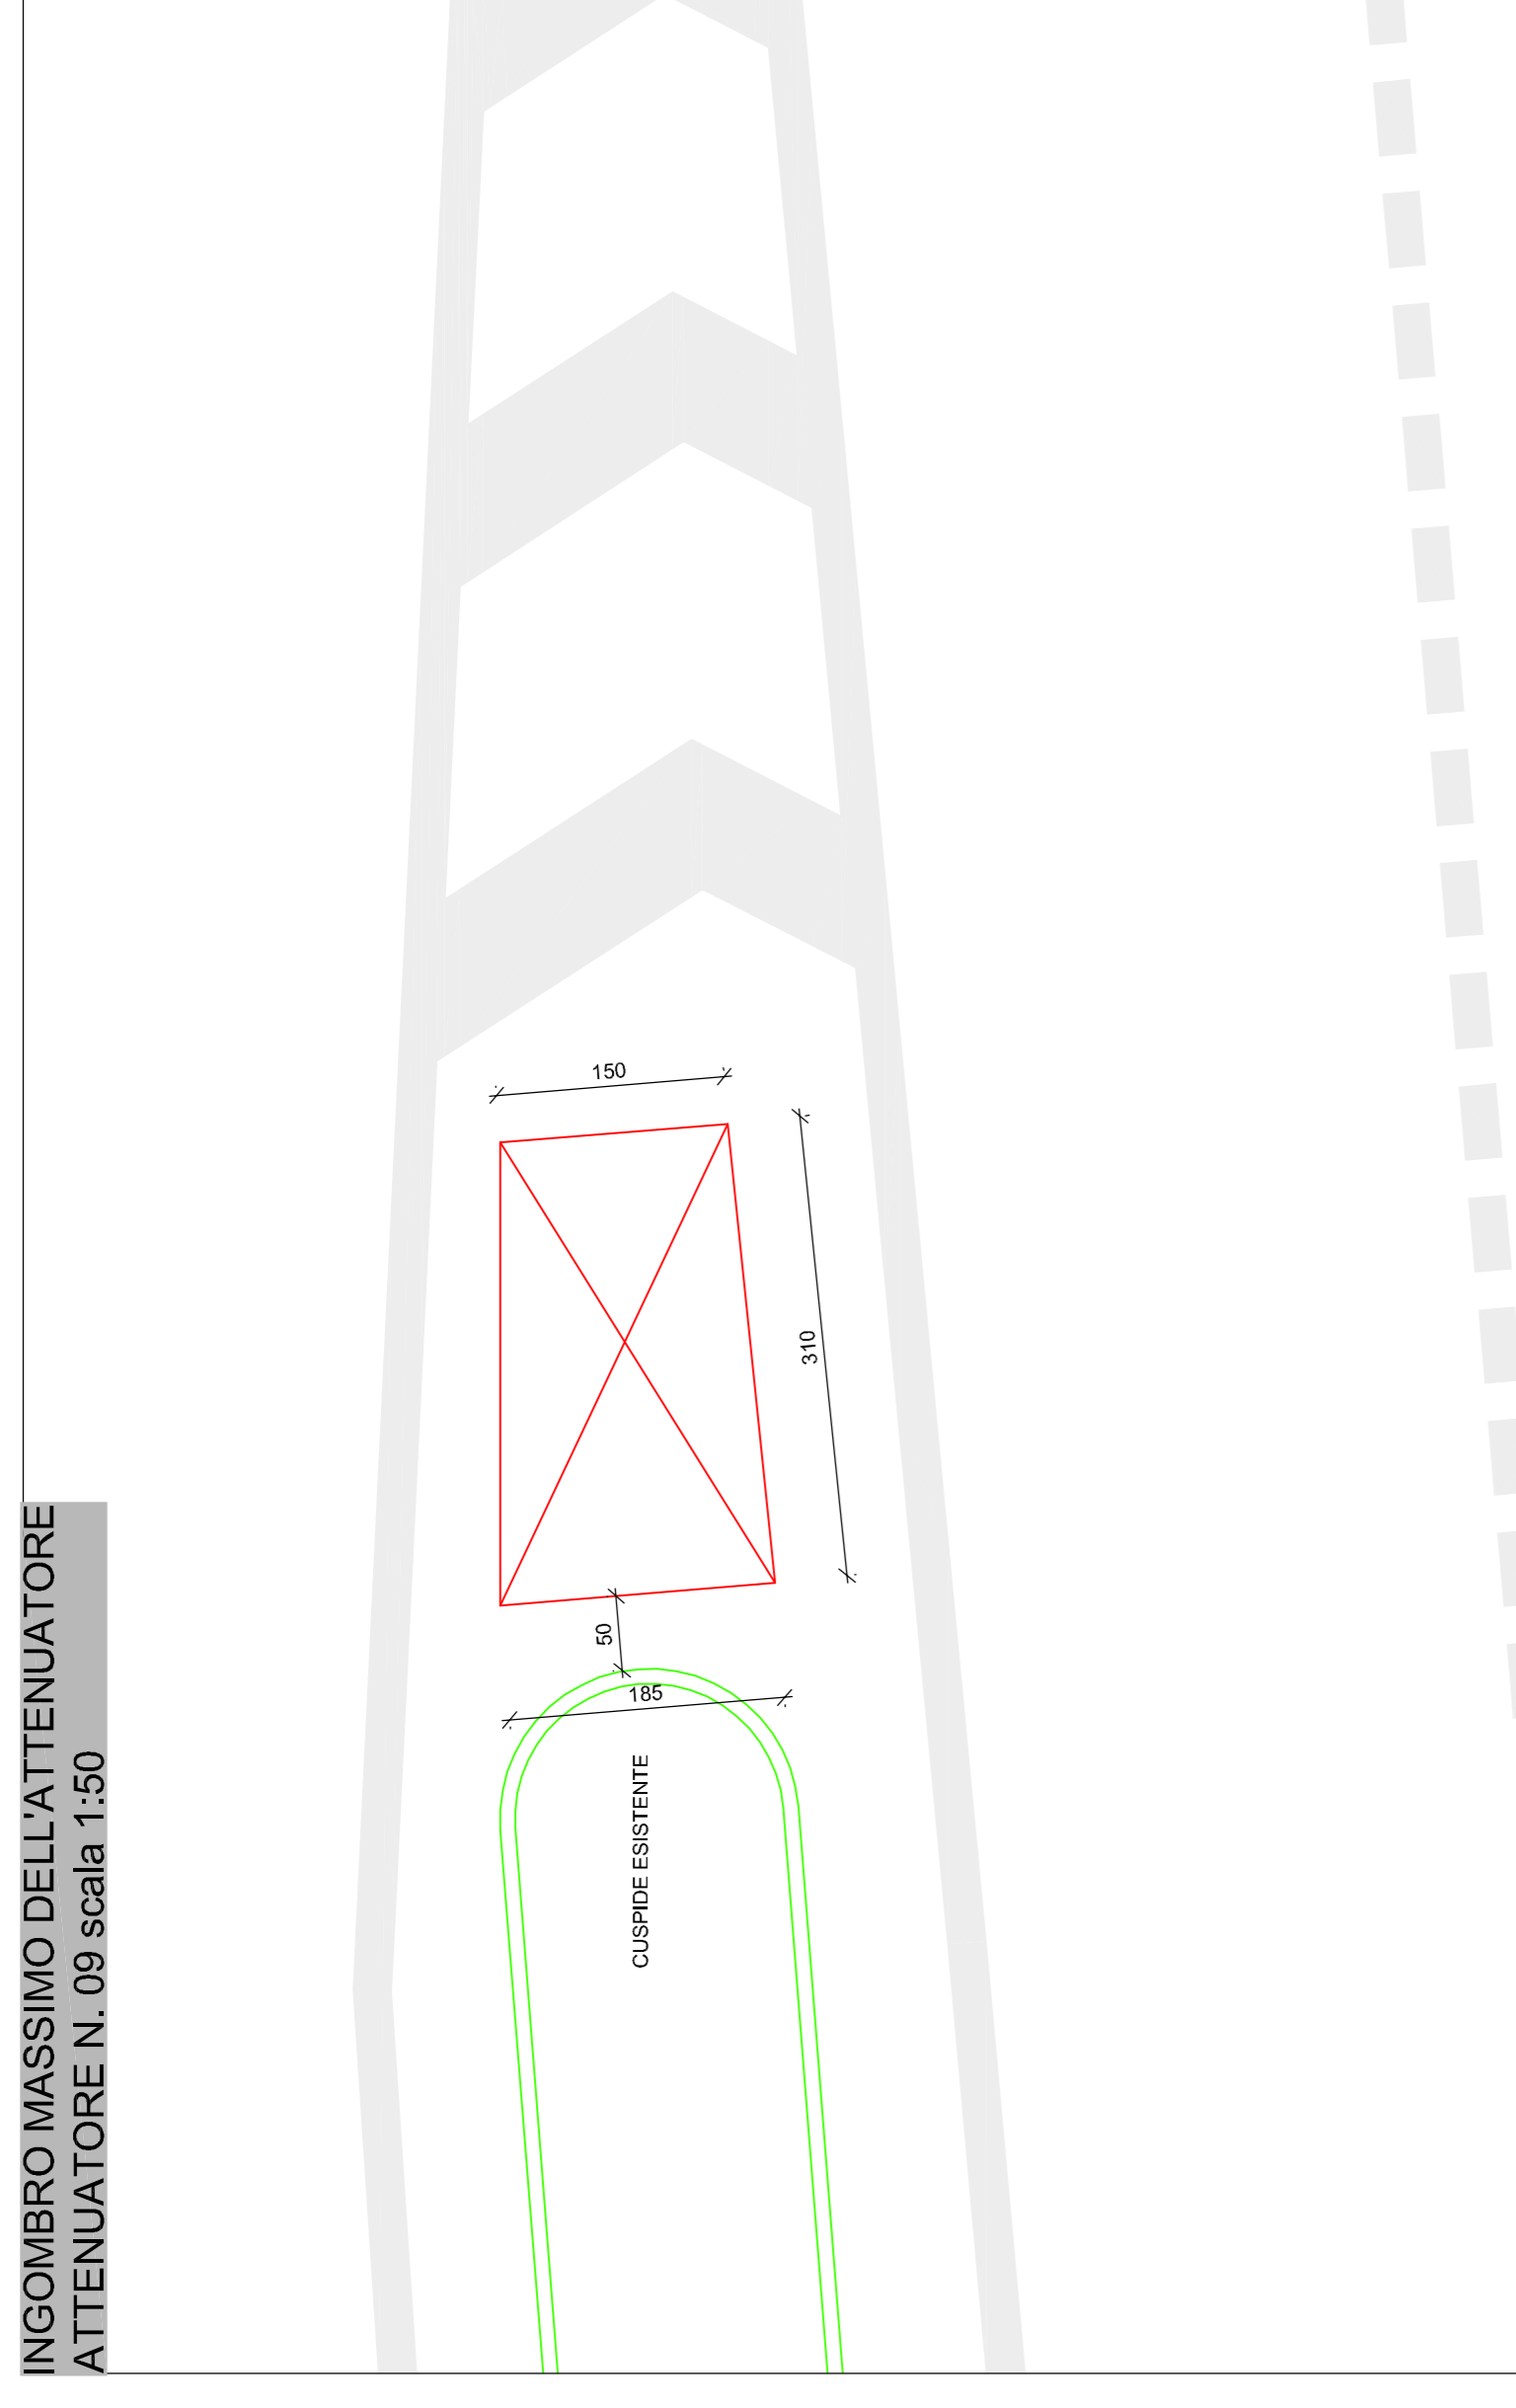 INGOMBRO MASSIMO DELL'ATTENUATORE
ATTENUATORE N. 09 scala 1:50
150
310
50
185
CUSPIDE ESISTENTE